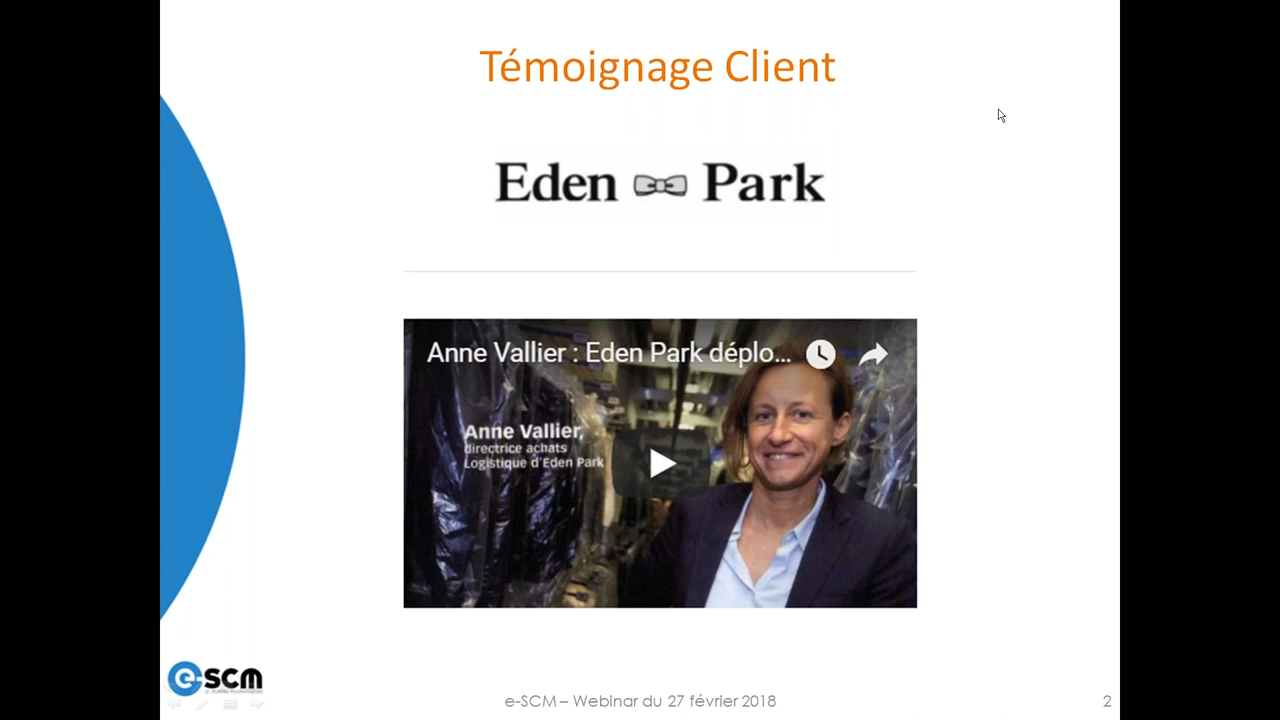 Témoignage Client
Eden Park
Anne Vallier : Eden Park déplo...
Anne Vallier,
directrice achats
Logistique d'Eden Park
e-scm
e-SCM – Webinar du 27 février 2018
2